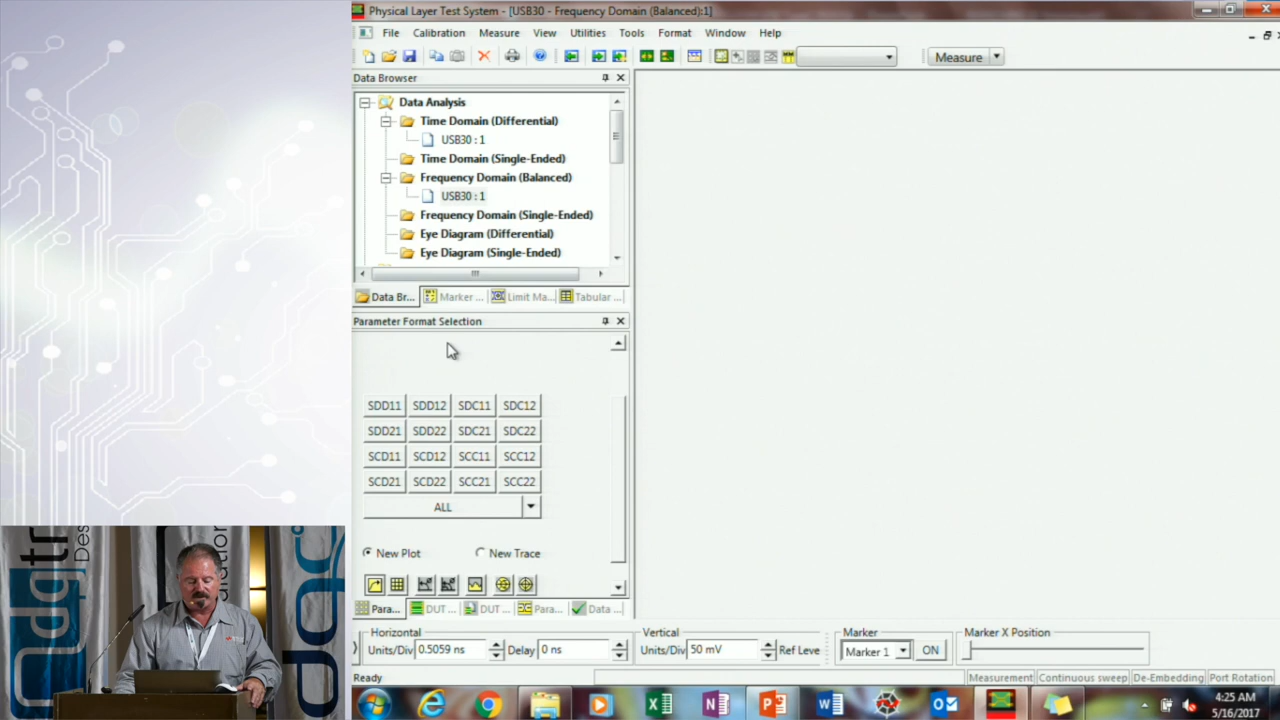 Physical Layer Test System - [USB30 - Frequency Domain (Balanced):1]
File Calibration Measure View Utilities Tools Format Window Help
Measure
Data Browser
Data Analysis
Time Domain (Differential)
USB30 : 1
Time Domain (Single-Ended)
Frequency Domain (Balanced)
USB30 : 1
Frequency Domain (Single-Ended)
Eye Diagram (Differential)
Eye Diagram (Single-Ended)
Data Br... Marker ... Limit Ma... Tabular ...
Parameter Format Selection
SDD11 SDD12 SDC11 SDC12
SDD21 SDD22 SDC21 SDC22
SCD11 SCD12 SCC11 SCC12
SCD21 SCD22 SCC21 SCC22
ALL
New Plot New Trace
Para... DUT ... DUT ... Para... Data ...
Horizontal Vertical Marker Marker X Position
Units/Div 0.5059 ns Delay 0 ns Units/Div 50 mV Ref Leve Marker 1 ON
Ready Measurement Continuous sweep De-Embedding Port Rotation
4:25 AM
5/16/2017